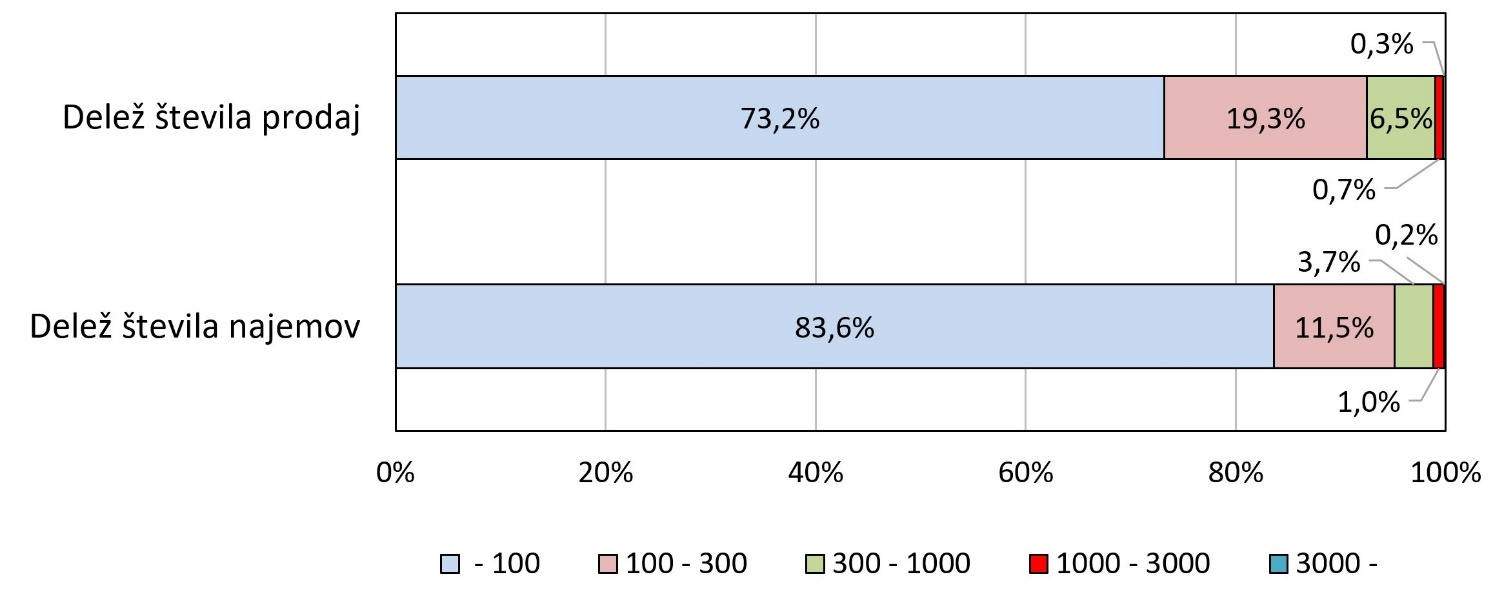 0,3%
Delež števila prodaj 73,2% 19,3% 6,5%
0,7%
0,2%
3,7%
Delež števila najemov 83,6% 11,5%
1,0%
0% 20% 40% 60% 80% 100%
- 100 100 - 300 300 - 1000 1000 - 3000 3000 -